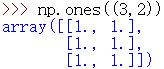 >>> np.ones((3,2))
array([[1., 1.],
       [1., 1.],
       [1., 1.]])